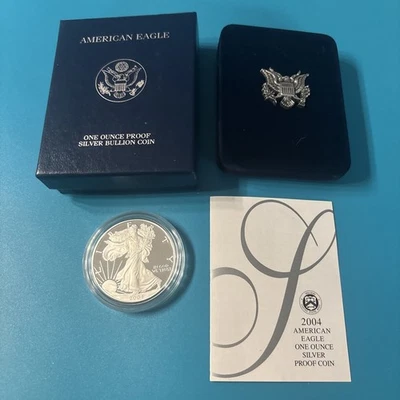 AMERICAN EAGLE
ONE OUNCE PROOF
SILVER BULLION COIN
2004
AMERICAN
EAGLE
ONE OUNCE
SILVER
PROOF COIN